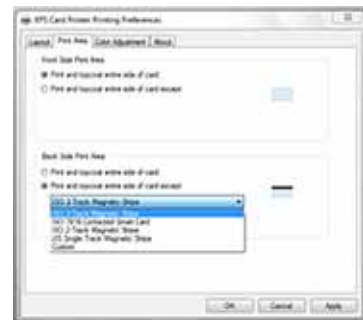 XPS Card Printer Printing Preferences
Layout Print Area Color Adjustment About
Front Side Print Area
Print and topcoat entire side of card
Print and topcoat entire side of card except
Back Side Print Area
Print and topcoat entire side of card
Print and topcoat entire side of card except
ISO 3 Track Magnetic Stripe
ISO 3 Track Magnetic Stripe
ISO 7816 Contacted Smart Card
ISO 2 Track Magnetic Stripe
JIS Single Track Magnetic Stripe
Custom
OK Cancel Apply